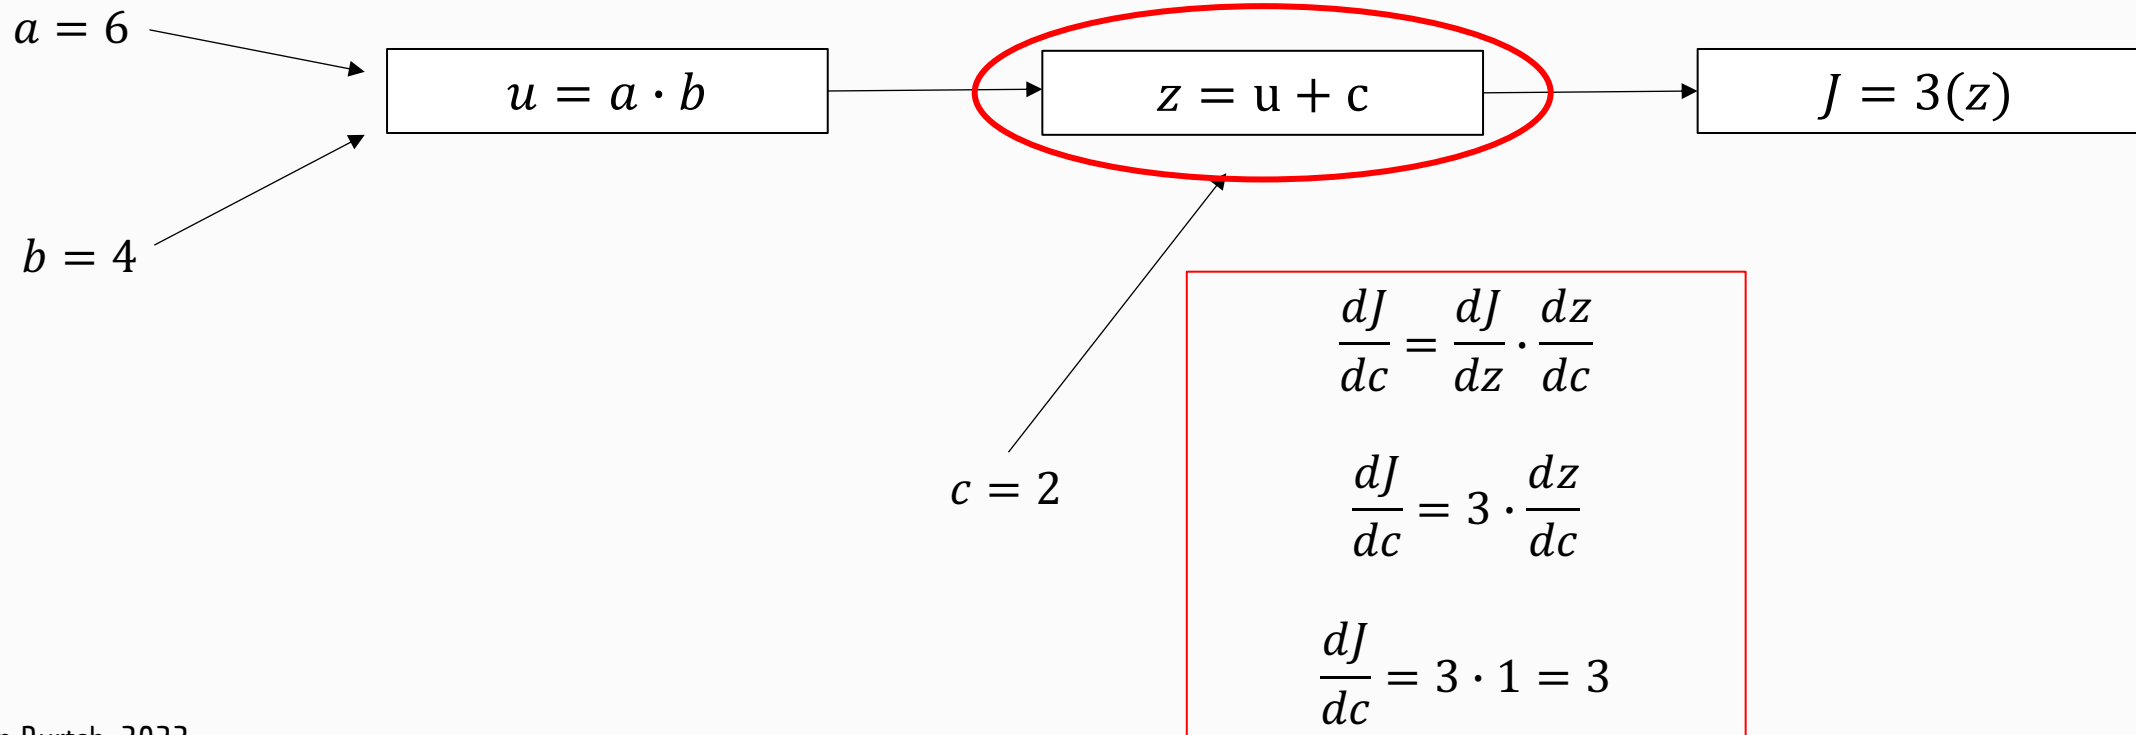 a = 6
u = a · b
z = u + c
J = 3(z)
b = 4
c = 2
dJ/dc = dJ/dz · dz/dc
dJ/dc = 3 · dz/dc
dJ/dc = 3 · 1 = 3